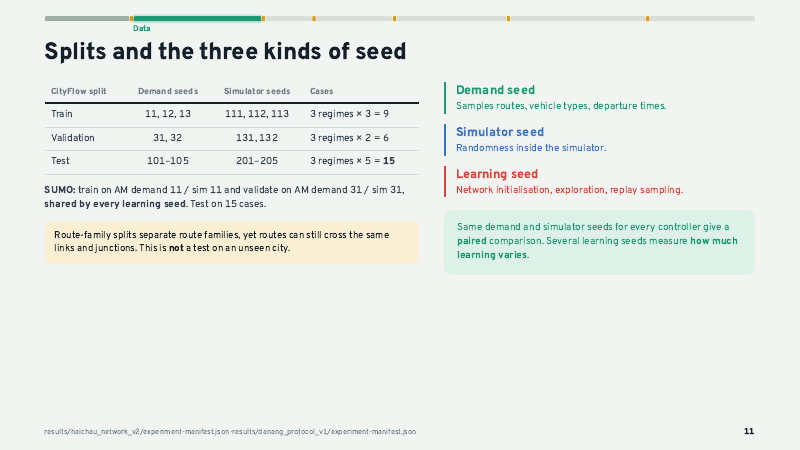 Data
Splits and the three kinds of seed
CityFlow split Demand seeds Simulator seeds Cases
Train 11, 12, 13 111, 112, 113 3 regimes × 3 = 9
Validation 31, 32 131, 132 3 regimes × 2 = 6
Test 101–105 201–205 3 regimes × 5 = 15
SUMO: train on AM demand 11 / sim 11 and validate on AM demand 31 / sim 31,
shared by every learning seed. Test on 15 cases.
Route-family splits separate route families, yet routes can still cross the same
links and junctions. This is not a test on an unseen city.
Demand seed
Samples routes, vehicle types, departure times.
Simulator seed
Randomness inside the simulator.
Learning seed
Network initialisation, exploration, replay sampling.
Same demand and simulator seeds for every controller give a
paired comparison. Several learning seeds measure how much
learning varies.
results/haichau_network_v2/experiment-manifest.json · results/danang_protocol_v1/experiment-manifest.json
11